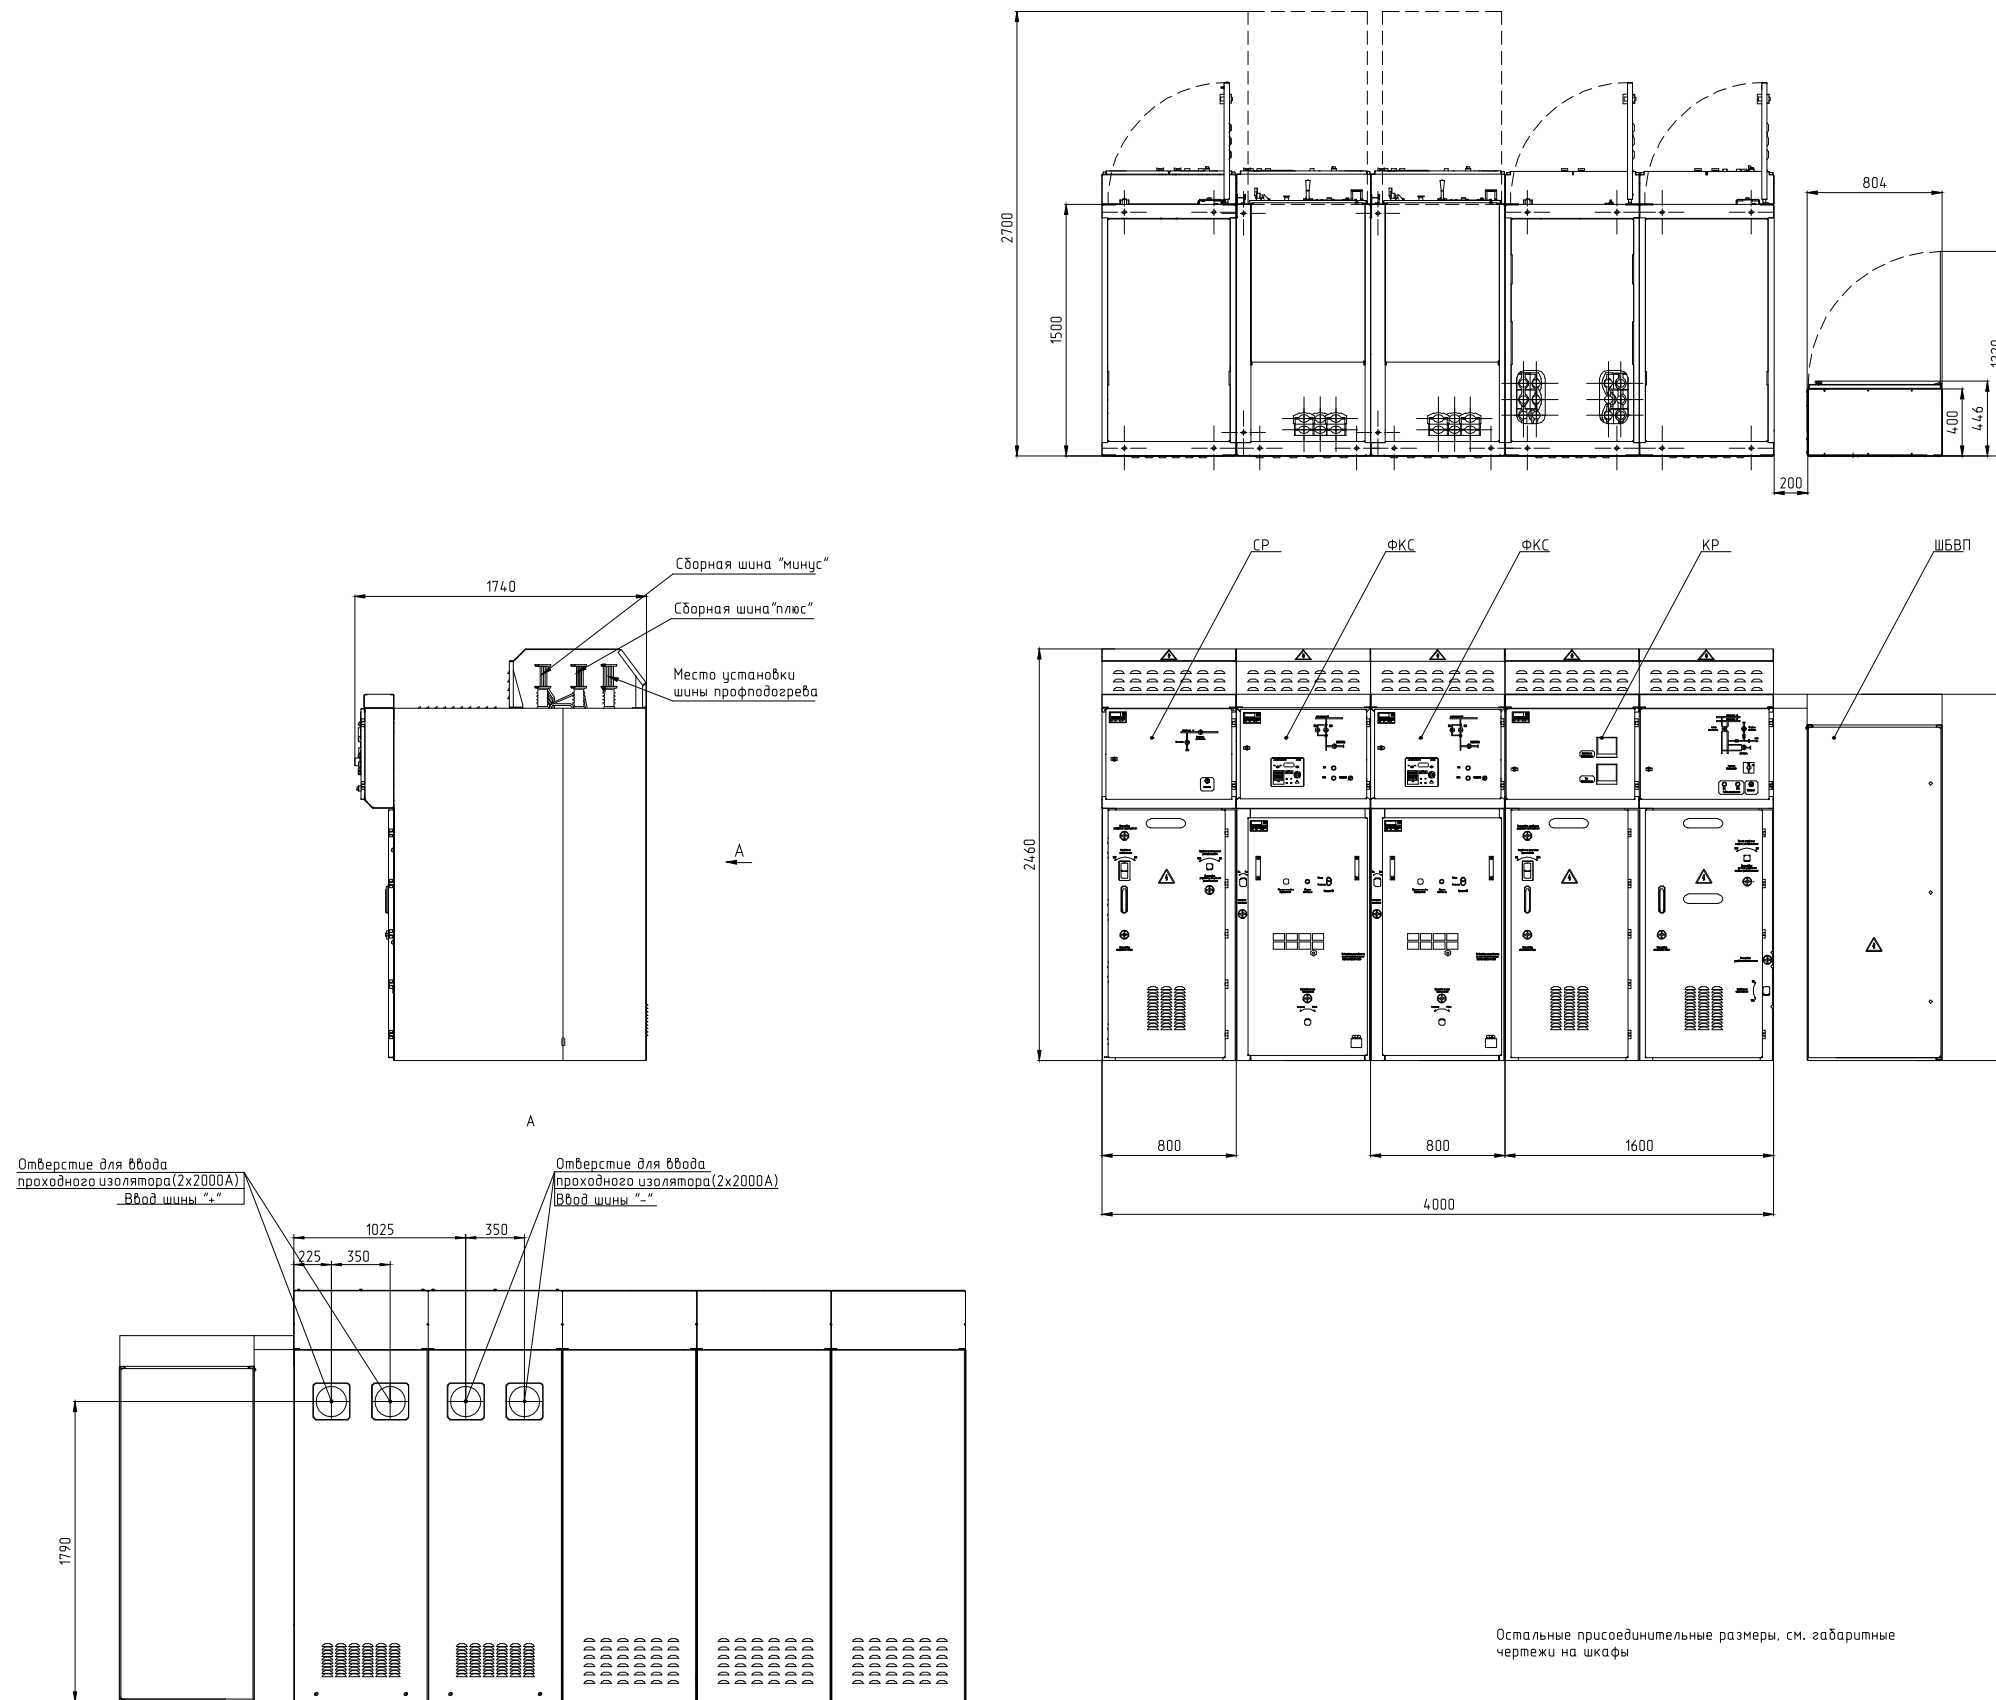 2700
1500
804
400
446
200
СР
ФКС
ФКС
КР
ШБВП
1740
Сборная шина "минус"
Сборная шина"плюс"
Место установки
шины профподогрева
А
2460
800
800
1600
4000
А
Отверстие для ввода
проходного изолятора(2х2000А)
Ввод шины "+"
Отверстие для ввода
проходного изолятора(2х2000А)
Ввод шины "-"
1025
350
225
350
1790
Остальные присоединительные размеры, см. габаритные
чертежи на шкафы